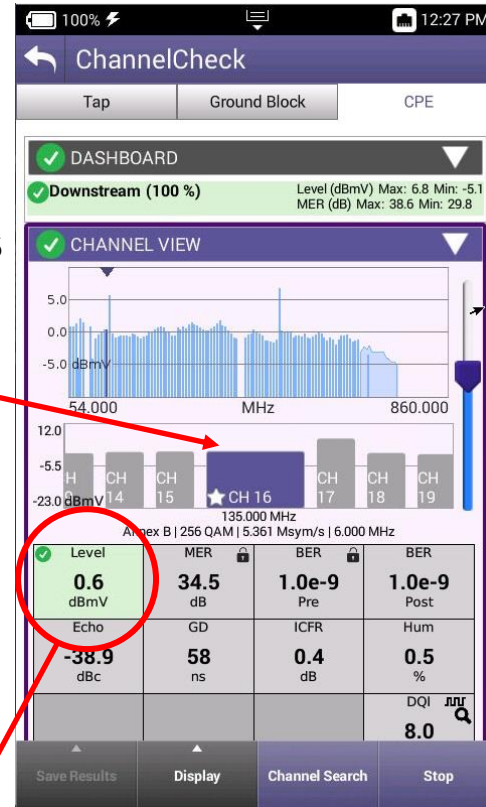 100% 12:27 PM
ChannelCheck
Tap Ground Block CPE
DASHBOARD
Downstream (100 %) Level (dBmV) Max: 6.8 Min: -5.1
MER (dB) Max: 38.6 Min: 29.8
CHANNEL VIEW
5.0
0.0
-5.0 dBmV
54.000 MHz 860.000
12.0
-5.5
H CH CH CH CH CH
-23.0 dBmV 14 15 CH 16 17 18 19
135.000 MHz
Annex B | 256 QAM | 5.361 Msym/s | 6.000 MHz
Level MER BER BER
0.6 34.5 1.0e-9 1.0e-9
dBmV dB Pre Post
Echo GD ICFR Hum
-38.9 58 0.4 0.5
dBc ns dB %
DQI
8.0
Save Results Display Channel Search Stop